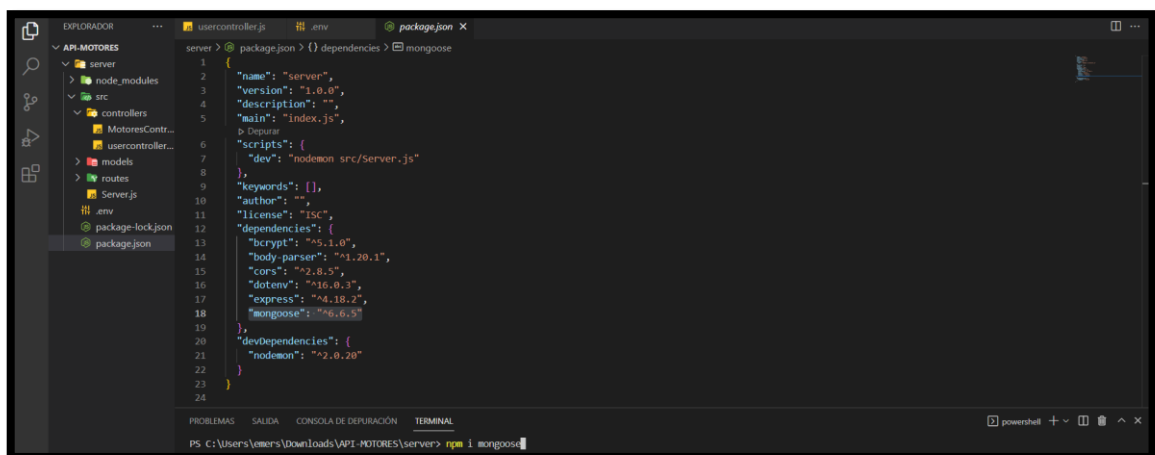 EXPLORADOR ...
usercontroller.js .env package.json
API-MOTORES
server > package.json > {} dependencies > mongoose
server
node_modules
src
controllers
MotoresContr...
usercontroller...
models
routes
Server.js
.env
package-lock.json
package.json
1 {
2 "name": "server",
3 "version": "1.0.0",
4 "description": "",
5 "main": "index.js",
Depurar
6 "scripts": {
7 "dev": "nodemon src/Server.js"
8 },
9 "keywords": [],
10 "author": "",
11 "license": "ISC",
12 "dependencies": {
13 "bcrypt": "^5.1.0",
14 "body-parser": "^1.20.1",
15 "cors": "^2.8.5",
16 "dotenv": "^16.0.3",
17 "express": "^4.18.2",
18 "mongoose": "^6.6.5"
19 },
20 "devDependencies": {
21 "nodemon": "^2.0.20"
22 }
23 }
24
PROBLEMAS SALIDA CONSOLA DE DEPURACIÓN TERMINAL powershell
PS C:\Users\emers\Downloads\API-MOTORES\server> npm i mongoose